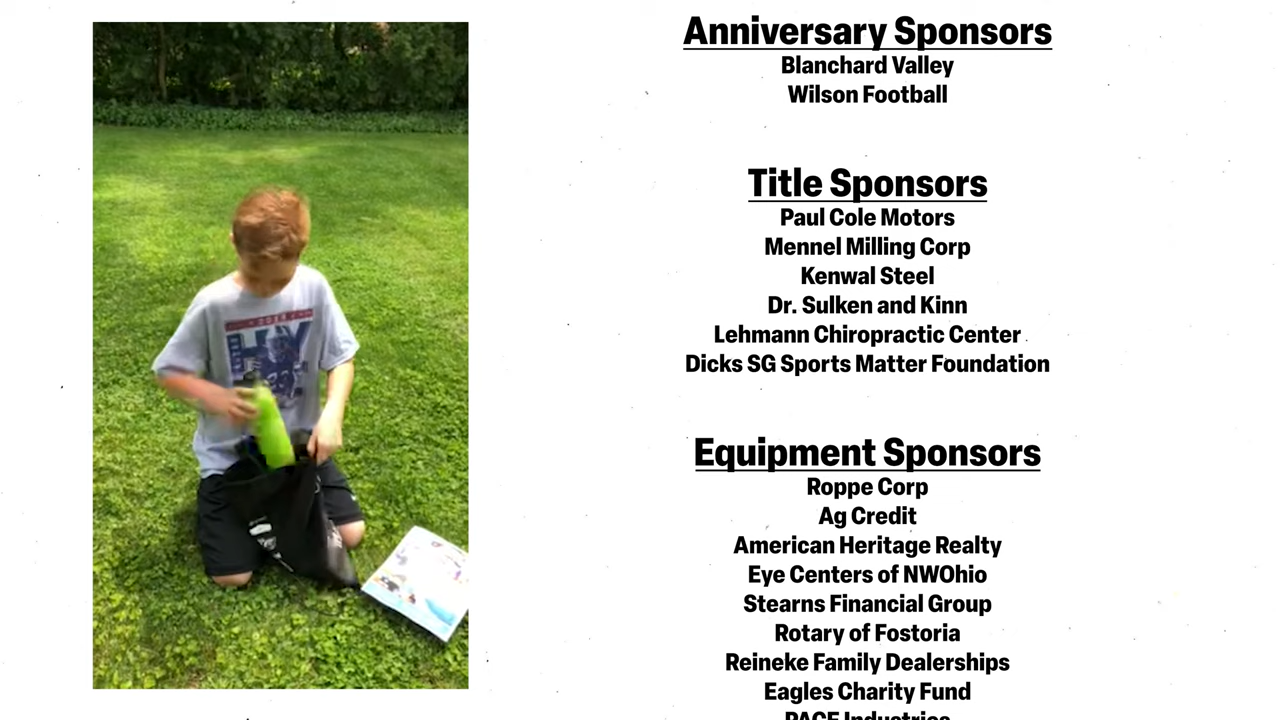 Anniversary Sponsors
Blanchard Valley
Wilson Football
Title Sponsors
Paul Cole Motors
Mennel Milling Corp
Kenwal Steel
Dr. Sulken and Kinn
Lehmann Chiropractic Center
Dicks SG Sports Matter Foundation
Equipment Sponsors
Roppe Corp
Ag Credit
American Heritage Realty
Eye Centers of NWOhio
Stearns Financial Group
Rotary of Fostoria
Reineke Family Dealerships
Eagles Charity Fund
PACE Industries